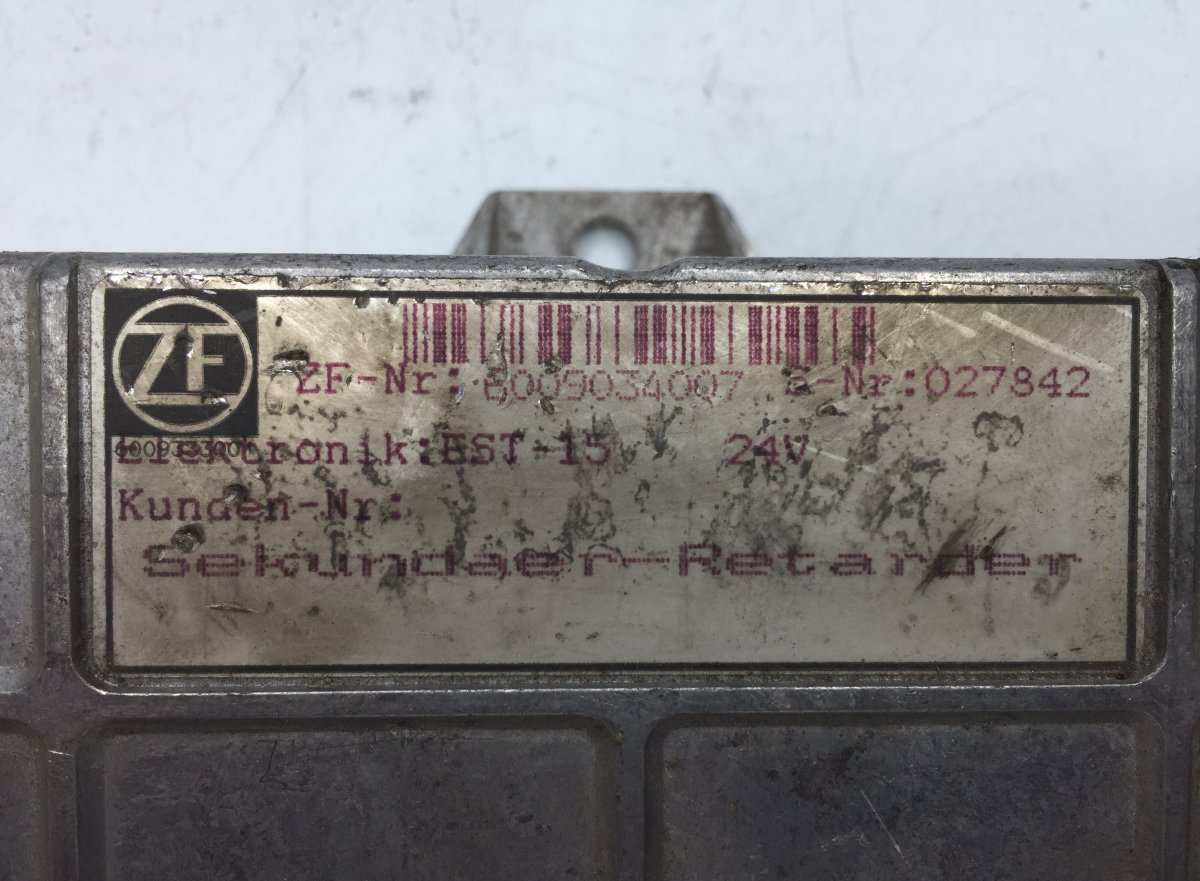 ZF
ZF-Nr: 6009034007 S-Nr:027842
Elektronik:EST-15 24V
Kunden-Nr:
Sekundaer-Retarder